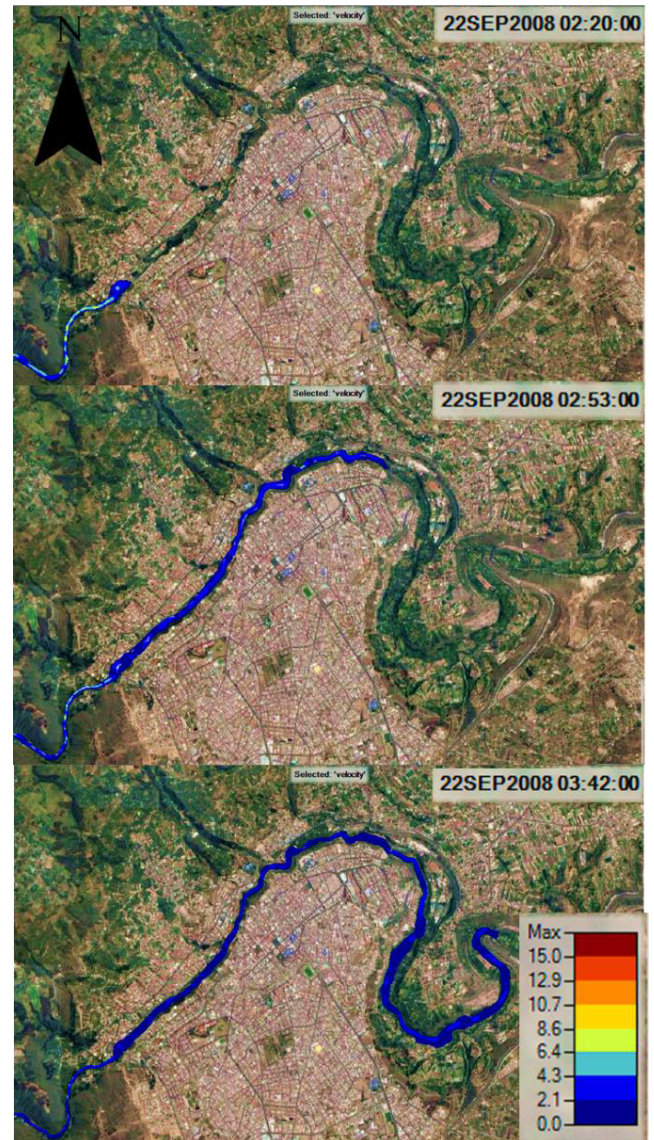 Selected: 'velocity'
22SEP2008 02:20:00
N
Selected: 'velocity'
22SEP2008 02:53:00
Selected: 'velocity'
22SEP2008 03:42:00
Max
15.0
12.9
10.7
8.6
6.4
4.3
2.1
0.0